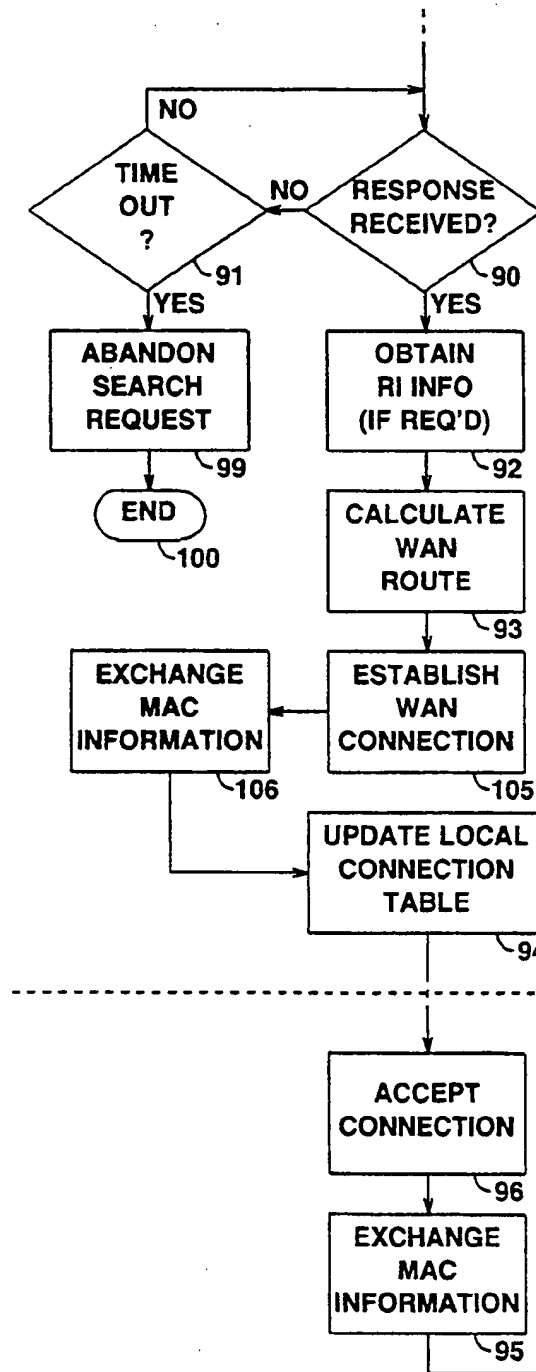 NO
TIME
OUT
?
91
NO
RESPONSE
RECEIVED?
90
YES
ABANDON
SEARCH
REQUEST
99
END
100
YES
OBTAIN
RI INFO
(IF REQ'D)
92
CALCULATE
WAN
ROUTE
93
ESTABLISH
WAN
CONNECTION
105
EXCHANGE
MAC
INFORMATION
106
UPDATE LOCAL
CONNECTION
TABLE
94
ACCEPT
CONNECTION
96
EXCHANGE
MAC
INFORMATION
95